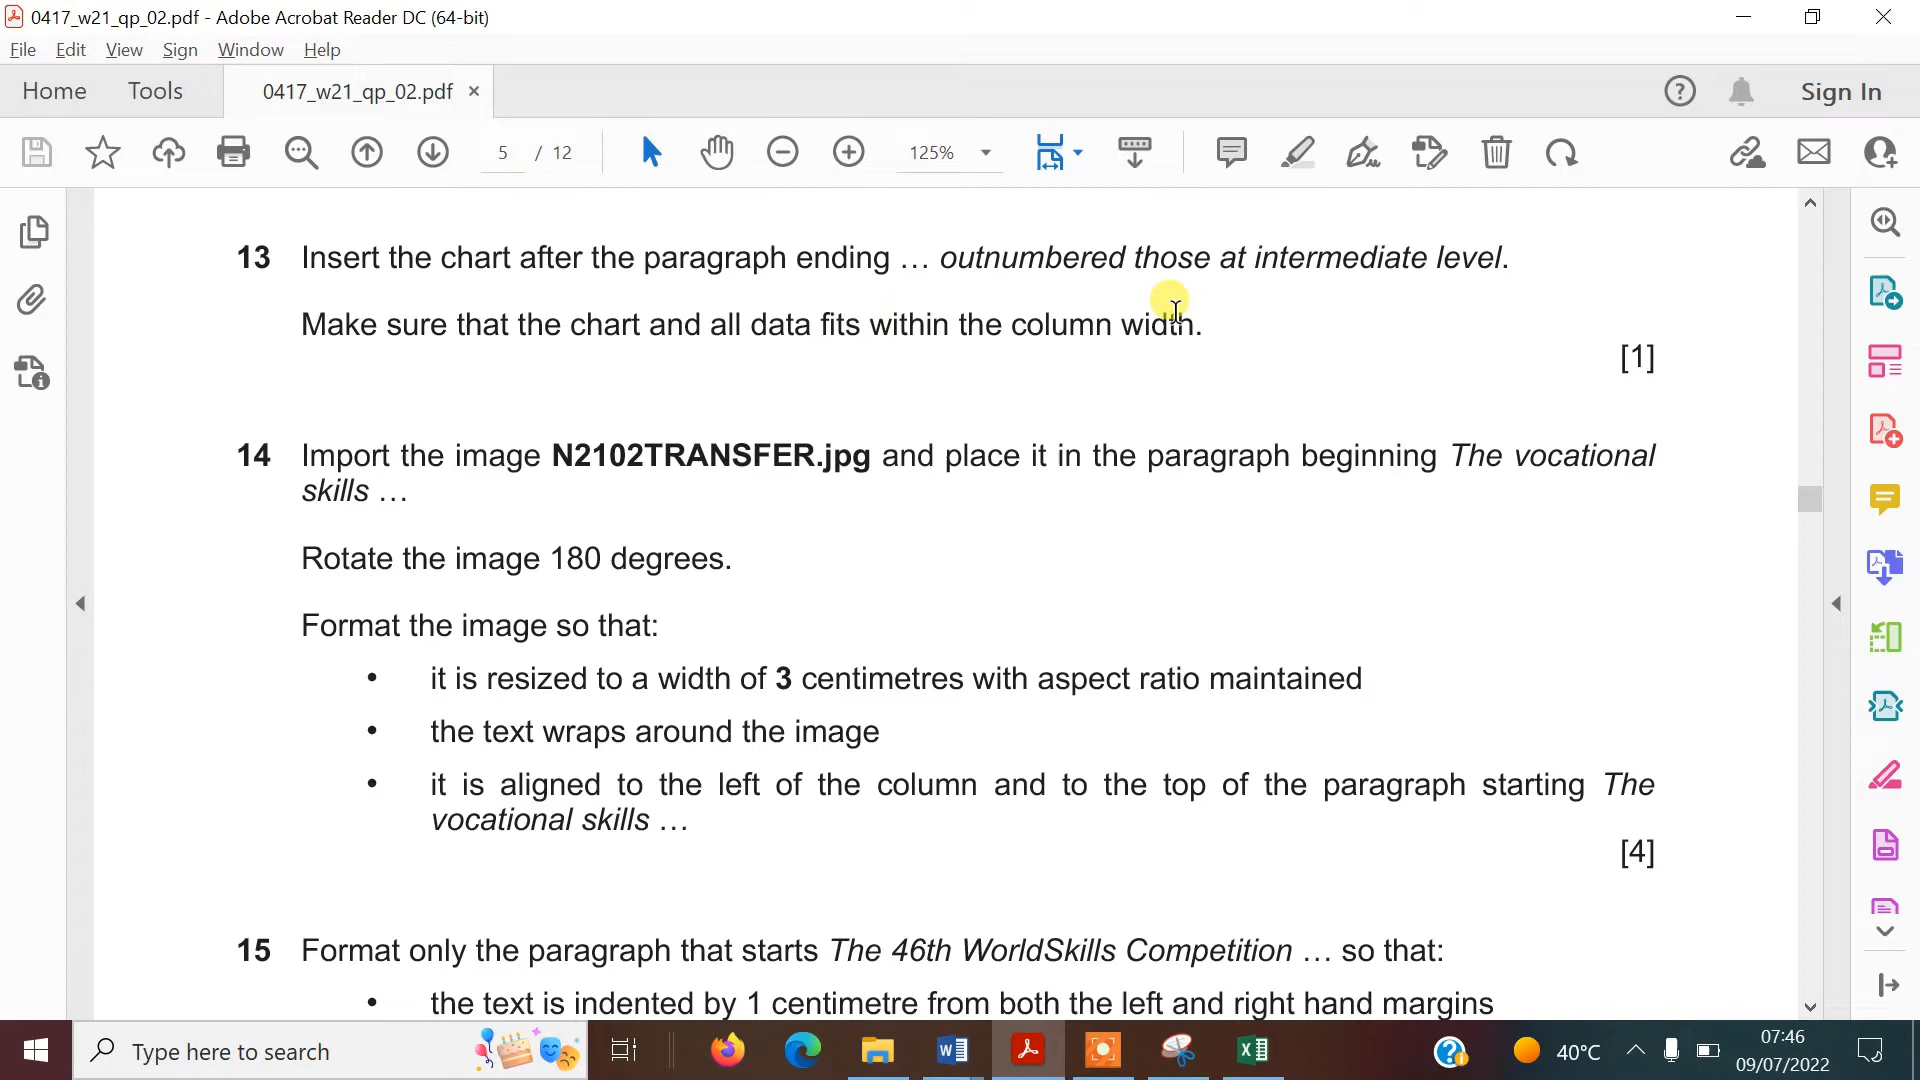 0417_w21_qp_02.pdf - Adobe Acrobat Reader DC (64-bit)
File Edit View Sign Window Help
Home Tools 0417_w21_qp_02.pdf × Sign In
5 / 12 125%
13 Insert the chart after the paragraph ending … outnumbered those at intermediate level.
Make sure that the chart and all data fits within the column width.
[1]
14 Import the image N2102TRANSFER.jpg and place it in the paragraph beginning The vocational
skills …
Rotate the image 180 degrees.
Format the image so that:
• it is resized to a width of 3 centimetres with aspect ratio maintained
• the text wraps around the image
• it is aligned to the left of the column and to the top of the paragraph starting The
vocational skills …
[4]
15 Format only the paragraph that starts The 46th WorldSkills Competition … so that:
• the text is indented by 1 centimetre from both the left and right hand margins
Type here to search
40°C
07:46
09/07/2022